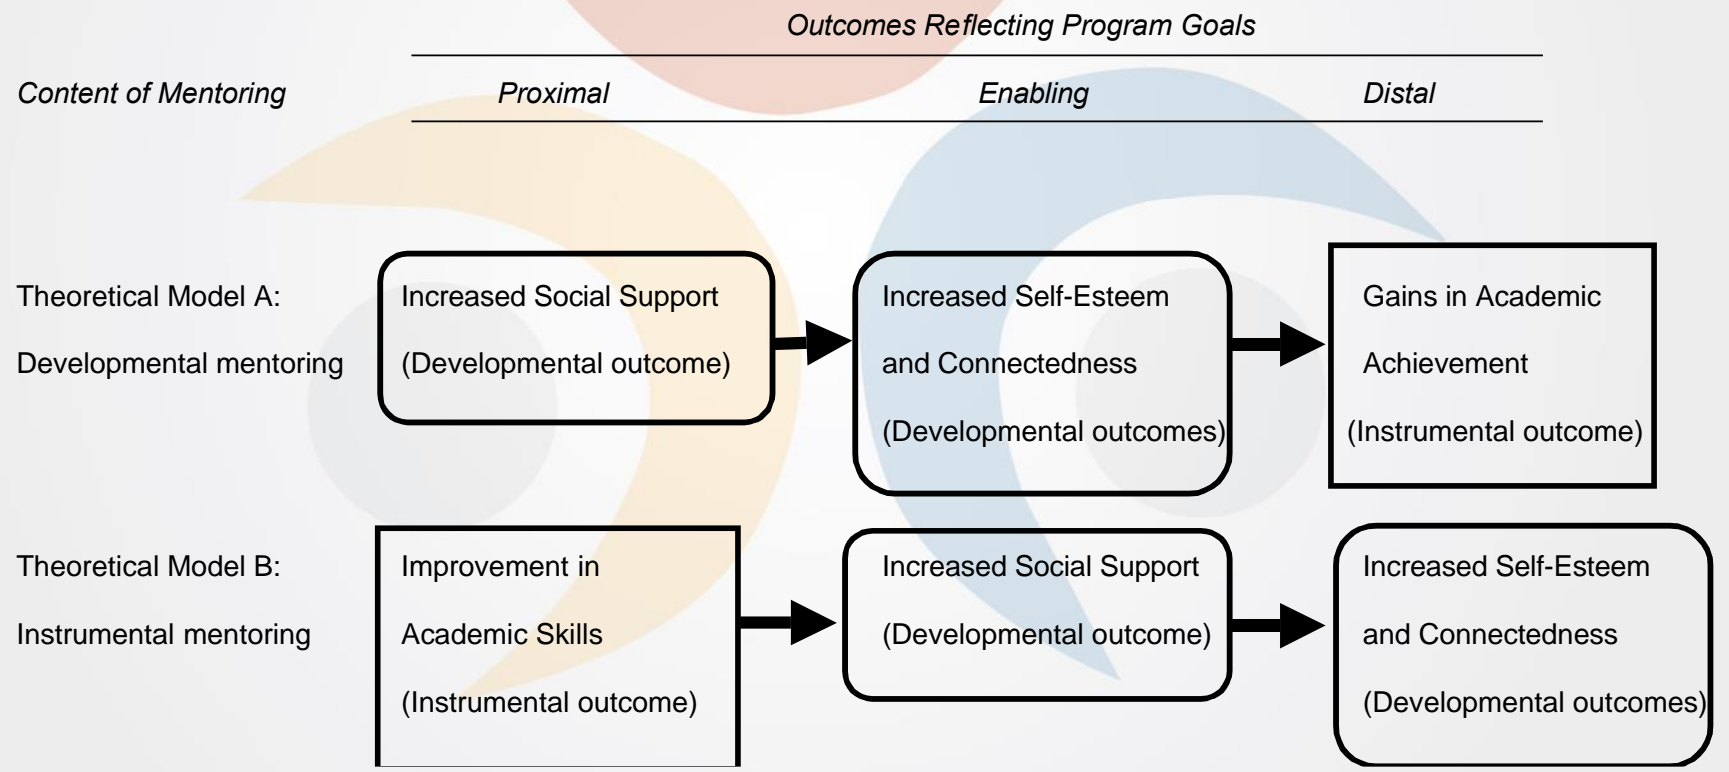 Outcomes Reflecting Program Goals
Content of Mentoring
Proximal
Enabling
Distal
Theoretical Model A:
Developmental mentoring
Increased Social Support
(Developmental outcome)
Increased Self-Esteem
and Connectedness
(Developmental outcomes)
Gains in Academic
Achievement
(Instrumental outcome)
Theoretical Model B:
Instrumental mentoring
Improvement in
Academic Skills
(Instrumental outcome)
Increased Social Support
(Developmental outcome)
Increased Self-Esteem
and Connectedness
(Developmental outcomes)